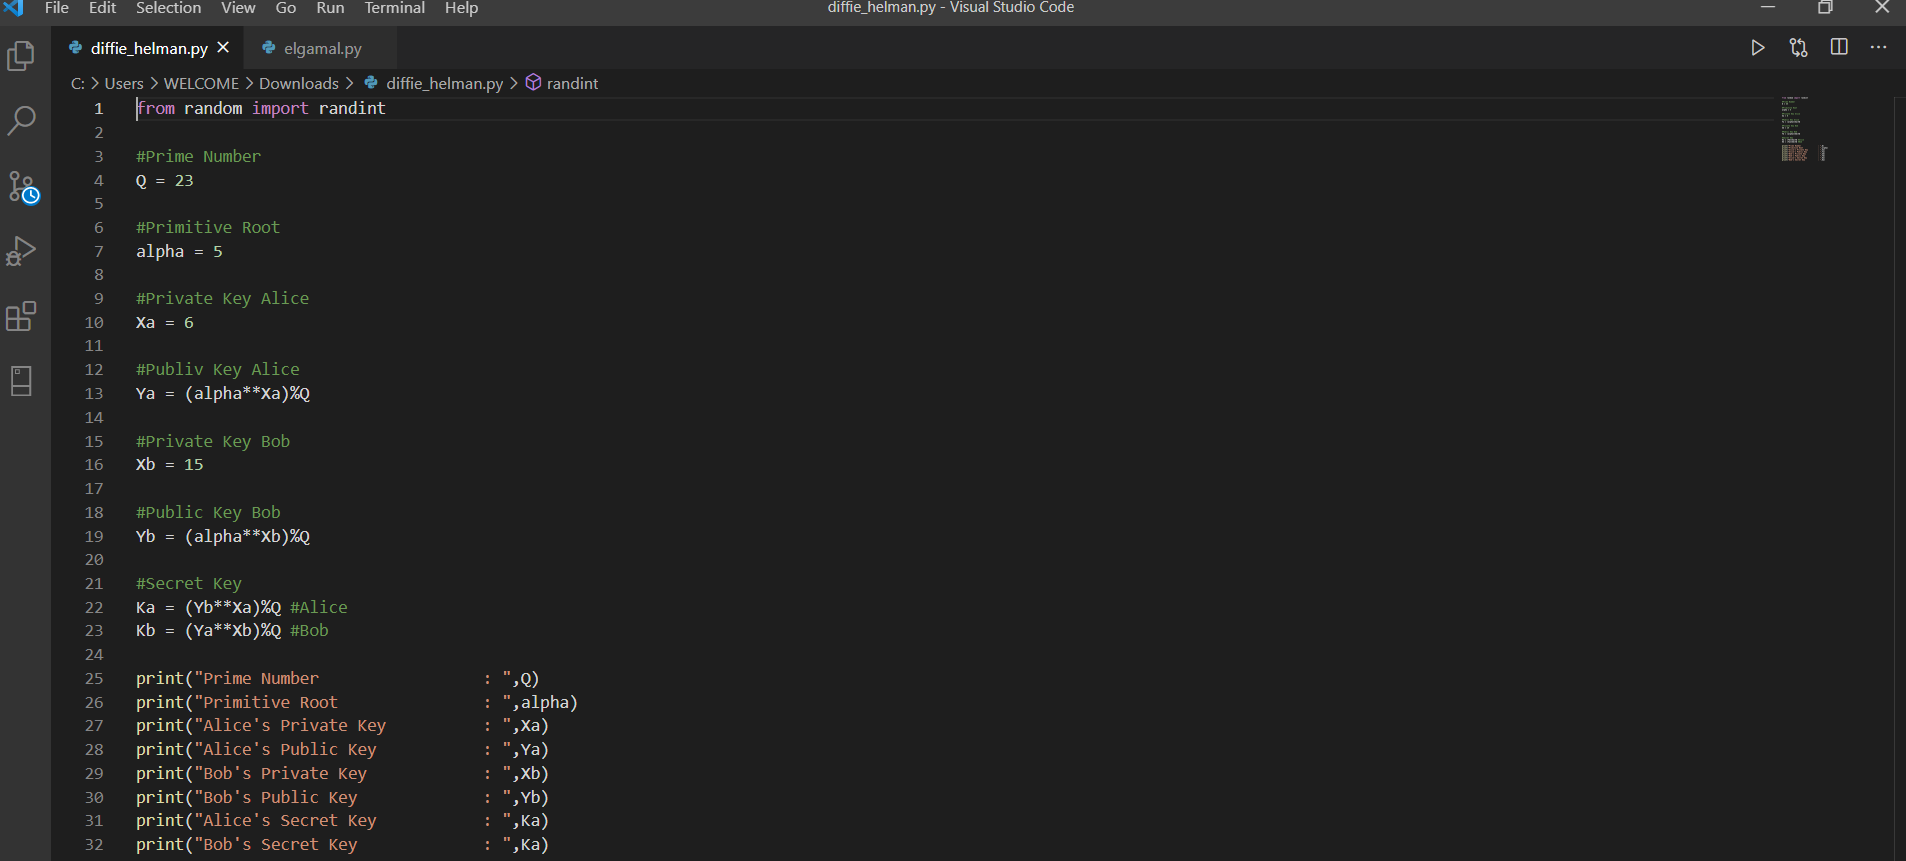 File Edit Selection View Go Run Terminal Help diffie_helman.py - Visual Studio Code
diffie_helman.py elgamal.py
C: > Users > WELCOME > Downloads > diffie_helman.py > randint
1 from random import randint
2
3 #Prime Number
4 Q = 23
5
6 #Primitive Root
7 alpha = 5
8
9 #Private Key Alice
10 Xa = 6
11
12 #Publiv Key Alice
13 Ya = (alpha**Xa)%Q
14
15 #Private Key Bob
16 Xb = 15
17
18 #Public Key Bob
19 Yb = (alpha**Xb)%Q
20
21 #Secret Key
22 Ka = (Yb**Xa)%Q #Alice
23 Kb = (Ya**Xb)%Q #Bob
24
25 print("Prime Number                 : ",Q)
26 print("Primitive Root               : ",alpha)
27 print("Alice's Private Key          : ",Xa)
28 print("Alice's Public Key           : ",Ya)
29 print("Bob's Private Key            : ",Xb)
30 print("Bob's Public Key             : ",Yb)
31 print("Alice's Secret Key           : ",Ka)
32 print("Bob's Secret Key             : ",Ka)